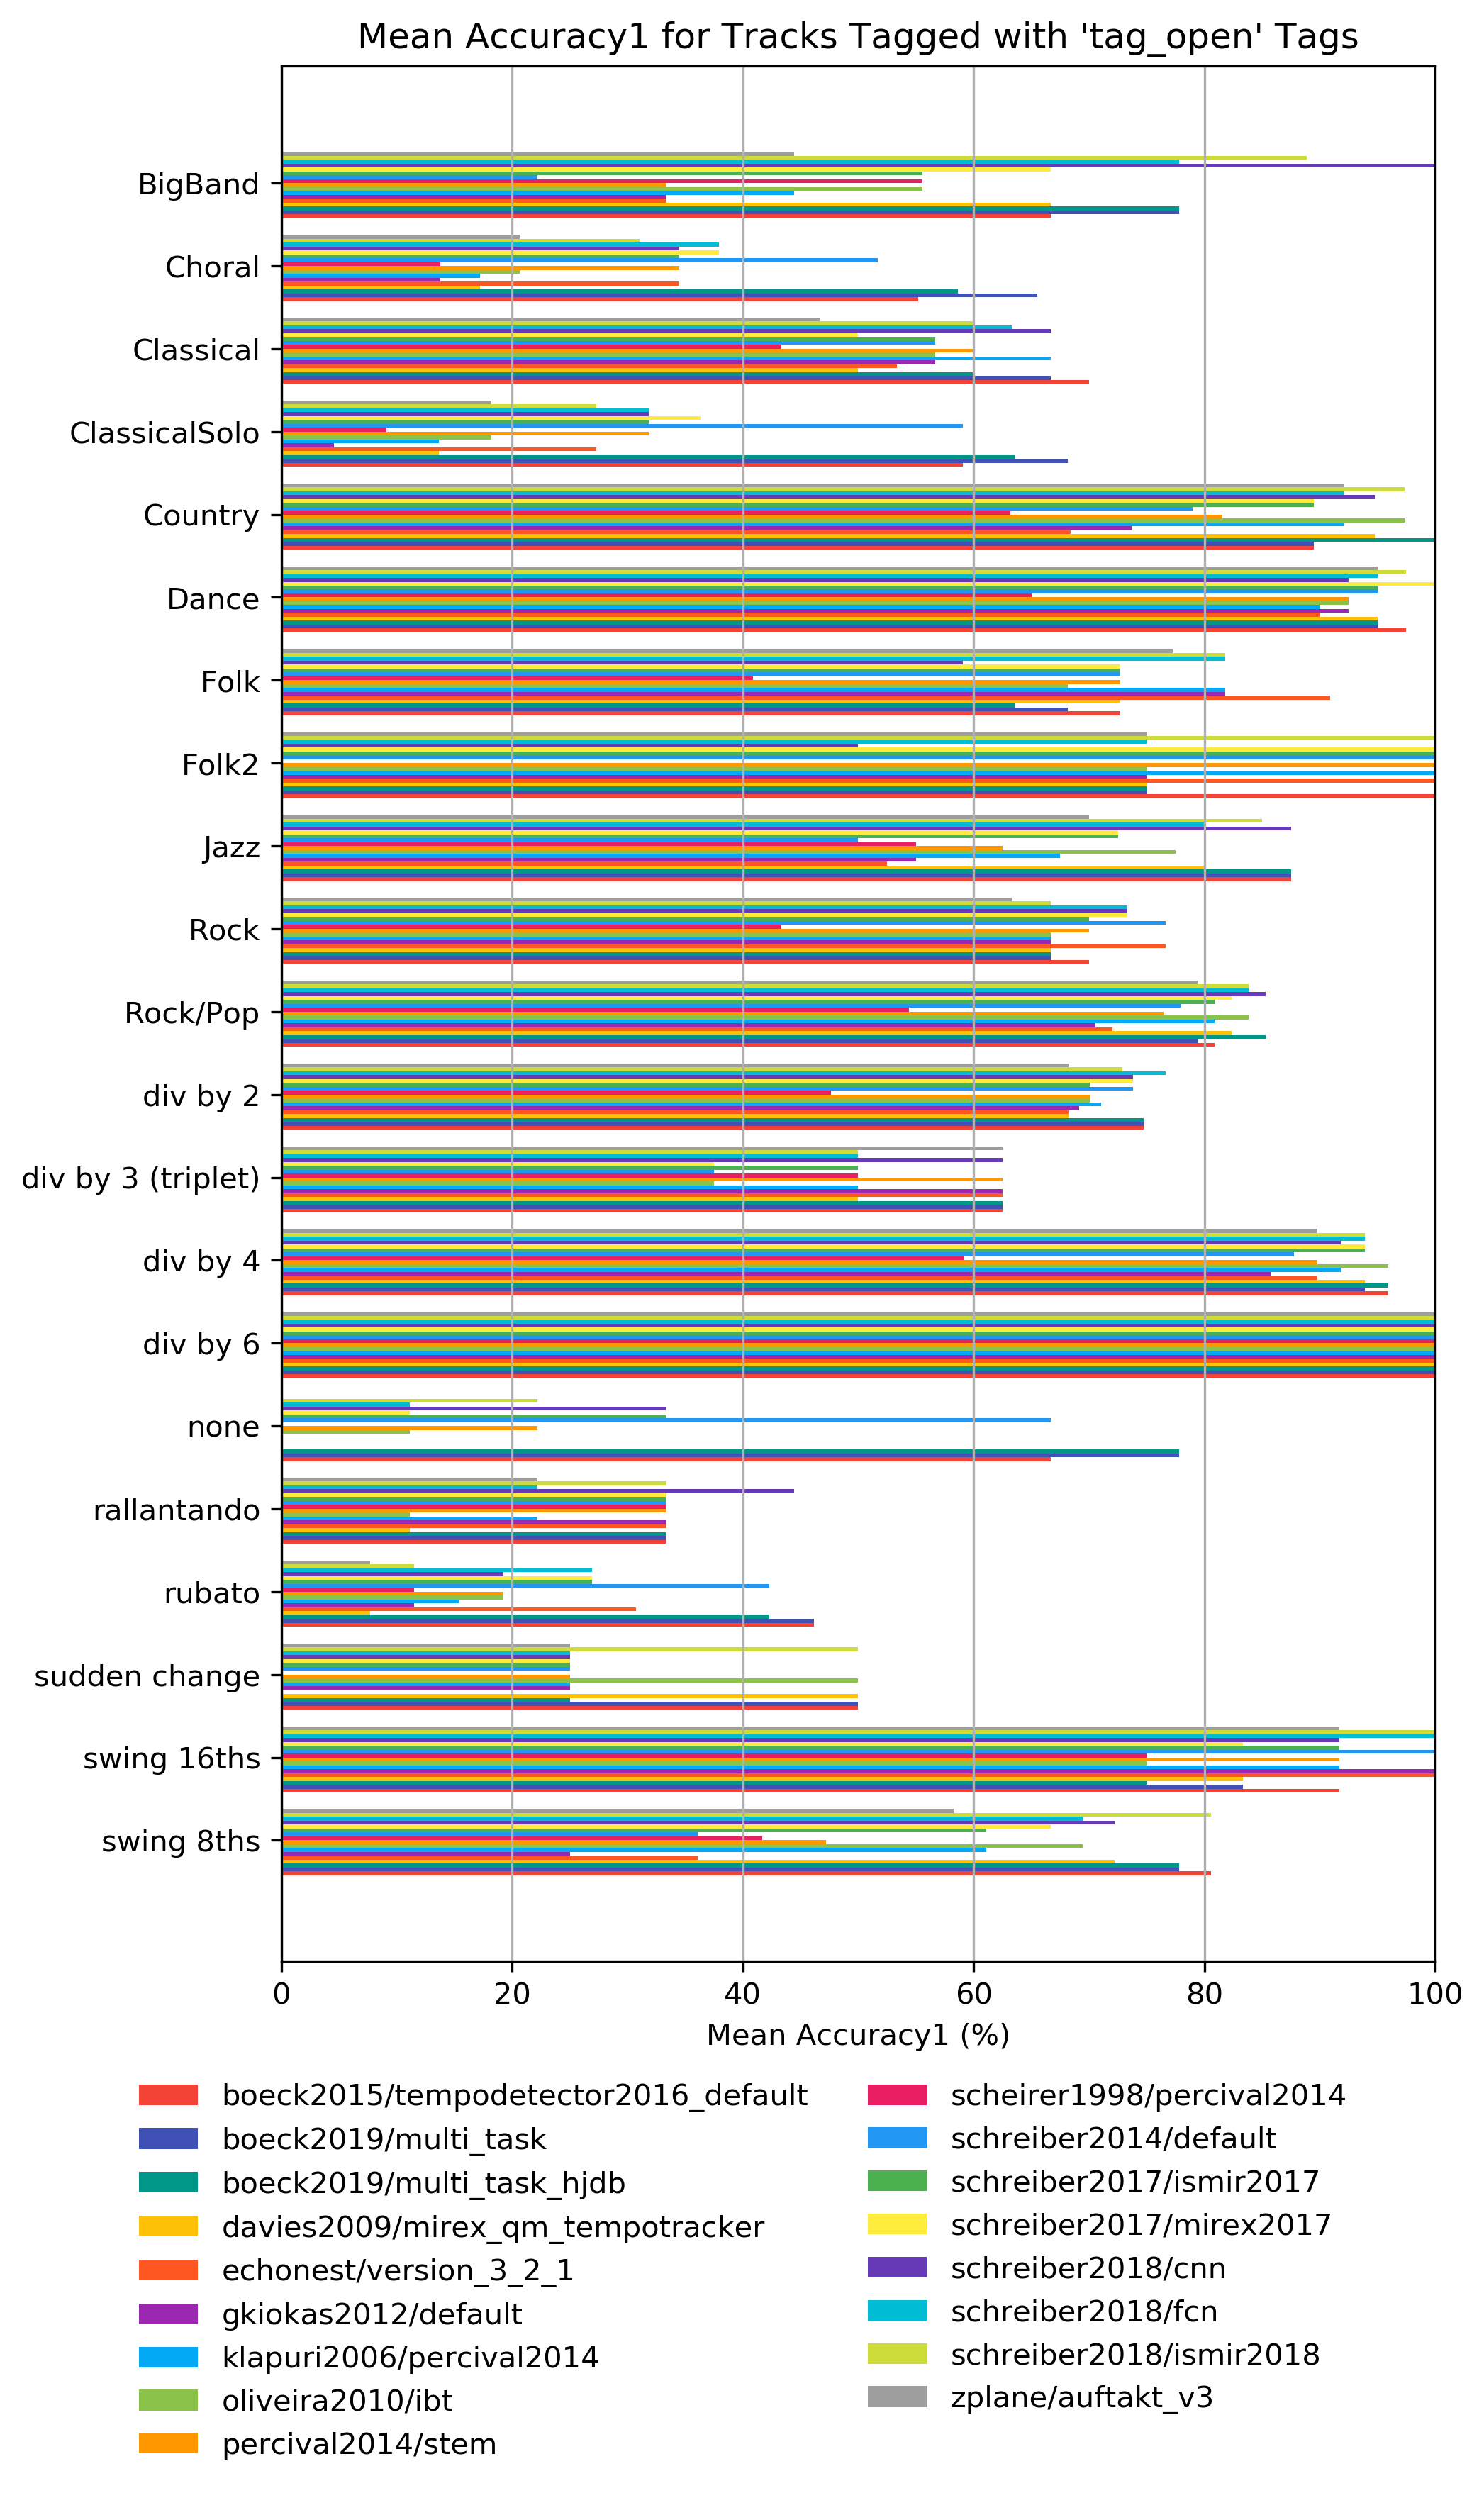 Mean Accuracy1 for Tracks Tagged with 'tag_open' Tags
BigBand
Choral
Classical
ClassicalSolo
Country
Dance
Folk
Folk2
Jazz
Rock
Rock/Pop
div by 2
div by 3 (triplet)
div by 4
div by 6
none
rallantando
rubato
sudden change
swing 16ths
swing 8ths
0 20 40 60 80 100
Mean Accuracy1 (%)
boeck2015/tempodetector2016_default
boeck2019/multi_task
boeck2019/multi_task_hjdb
davies2009/mirex_qm_tempotracker
echonest/version_3_2_1
gkiokas2012/default
klapuri2006/percival2014
oliveira2010/ibt
percival2014/stem
scheirer1998/percival2014
schreiber2014/default
schreiber2017/ismir2017
schreiber2017/mirex2017
schreiber2018/cnn
schreiber2018/fcn
schreiber2018/ismir2018
zplane/auftakt_v3